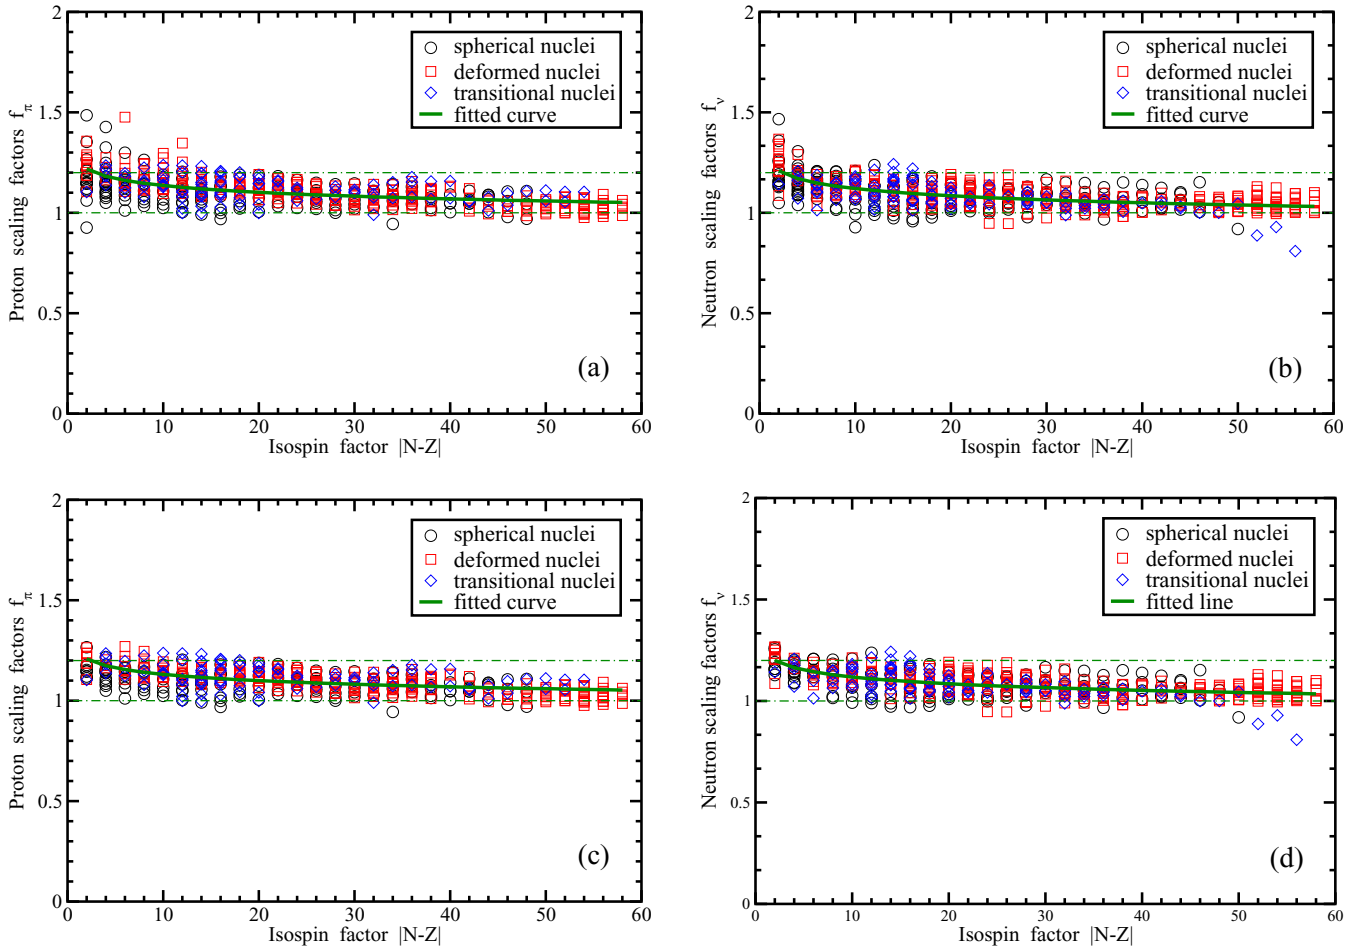 2
1.5
1
0.5
0
Proton scaling factors f_π
spherical nuclei
deformed nuclei
transitional nuclei
fitted curve
(a)
0 10 20 30 40 50 60
Isospin factor |N-Z|
2
1.5
1
0.5
0
Neutron scaling factors f_ν
spherical nuclei
deformed nuclei
transitional nuclei
fitted curve
(b)
0 10 20 30 40 50 60
Isospin factor |N-Z|
2
1.5
1
0.5
0
Proton scaling factors f_π
spherical nuclei
deformed nuclei
transitional nuclei
fitted curve
(c)
0 10 20 30 40 50 60
Isospin factor |N-Z|
2
1.5
1
0.5
0
Neutron scaling factors f_ν
spherical nuclei
deformed nuclei
transitional nuclei
fitted line
(d)
0 10 20 30 40 50 60
Isospin factor |N-Z|